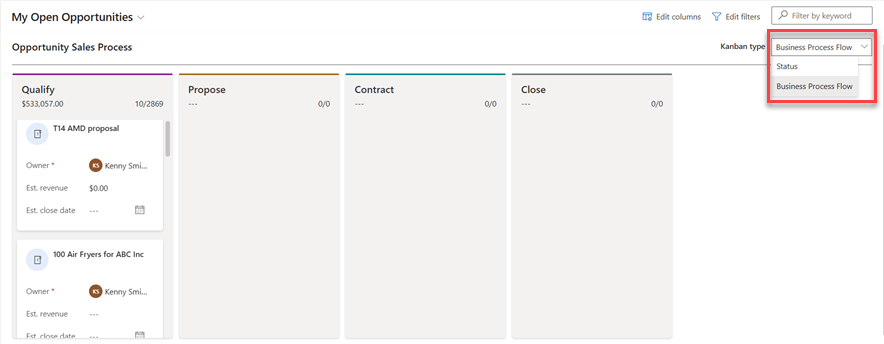 My Open Opportunities
Edit columns
Edit filters
Filter by keyword
Opportunity Sales Process
Kanban type
Business Process Flow
Status
Business Process Flow
Qualify
$533,057.00 10/2869
Propose
--- 0/0
Contract
--- 0/0
Close
--- 0/0
T14 AMD proposal
Owner * KS Kenny Smi...
Est. revenue $0.00
Est. close date ---
100 Air Fryers for ABC Inc
Owner * KS Kenny Smi...
Est. revenue ---
Est. close date ---